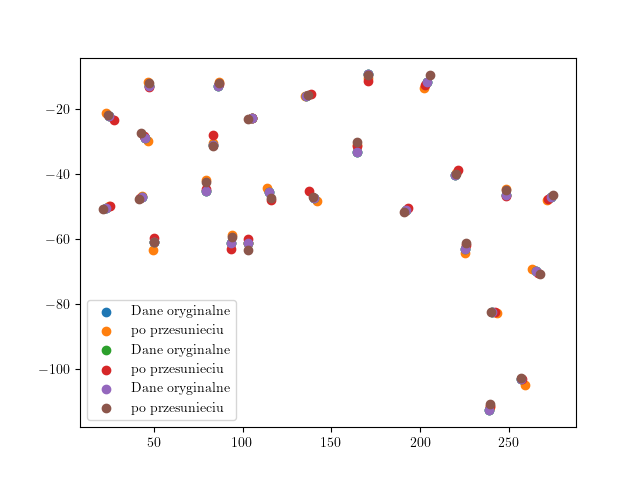 −20
−40
−60
−80
−100
Dane oryginalne
po przesunieciu
Dane oryginalne
po przesunieciu
Dane oryginalne
po przesunieciu
50
100
150
200
250